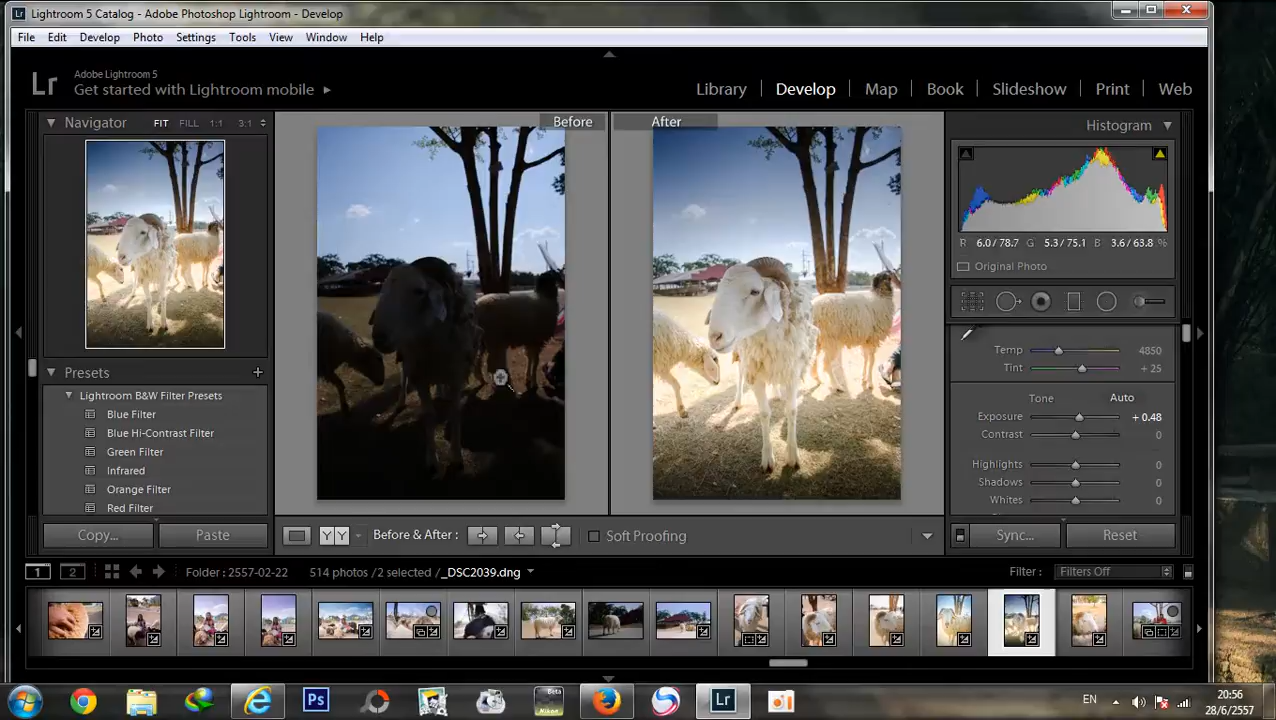 Lightroom 5 Catalog - Adobe Photoshop Lightroom - Develop
File Edit Develop Photo Settings Tools View Window Help
Lr
Adobe Lightroom 5
Get started with Lightroom mobile
Library Develop Map Book Slideshow Print Web
Navigator FIT FILL 1:1 3:1
Before After
Histogram
R 6.0 / 78.7 G 5.3 / 75.1 B 3.6 / 63.8 %
Original Photo
Temp 4850
Tint + 25
Tone Auto
Exposure + 0.48
Contrast 0
Highlights 0
Shadows 0
Whites 0
Presets +
Lightroom B&W Filter Presets
Blue Filter
Blue Hi-Contrast Filter
Green Filter
Infrared
Orange Filter
Red Filter
Copy... Paste
Y Y Before & After : Soft Proofing
Sync... Reset
1 2 Folder : 2557-02-22 514 photos /2 selected /_DSC2039.dng
Filter : Filters Off
Ps
Beta
Nikon
Lr
EN
20:56
28/6/2557